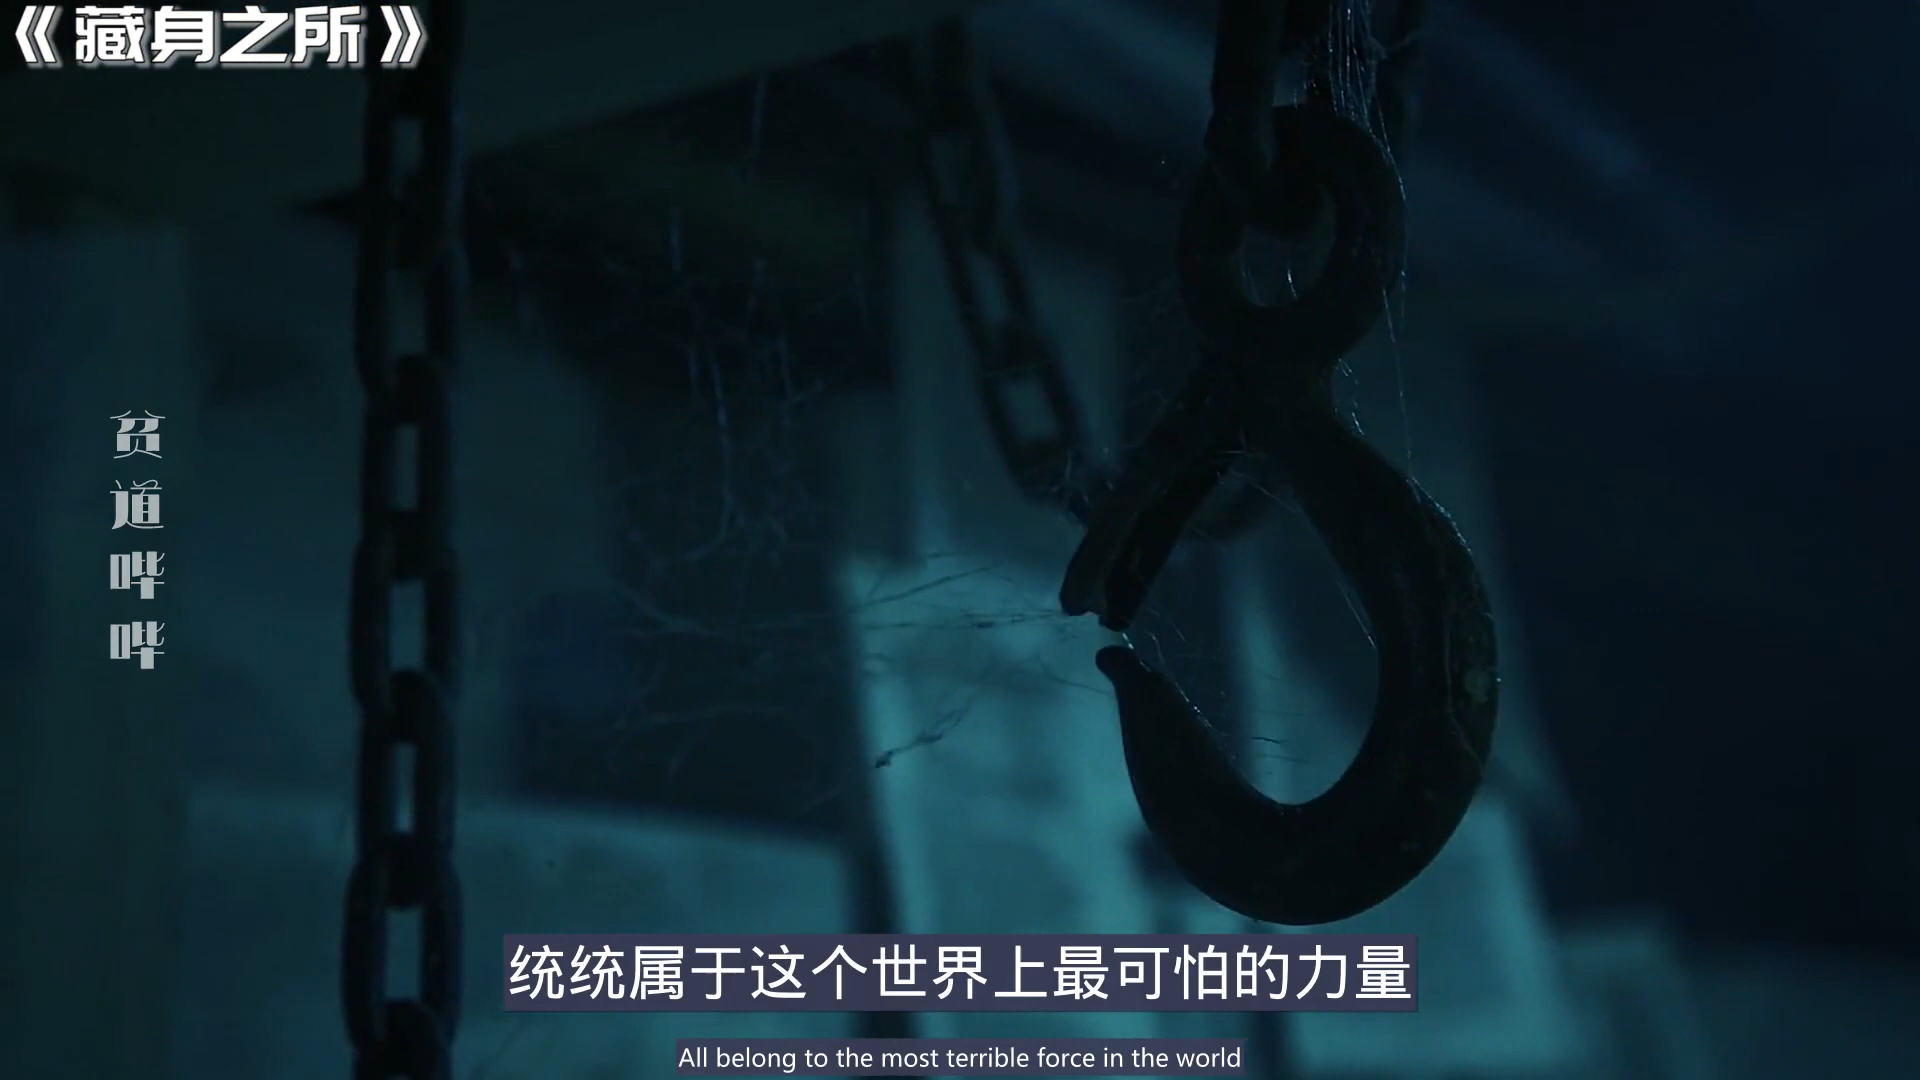 《藏身之所》
贫道哔哔
统统属于这个世界上最可怕的力量
All belong to the most terrible force in the world